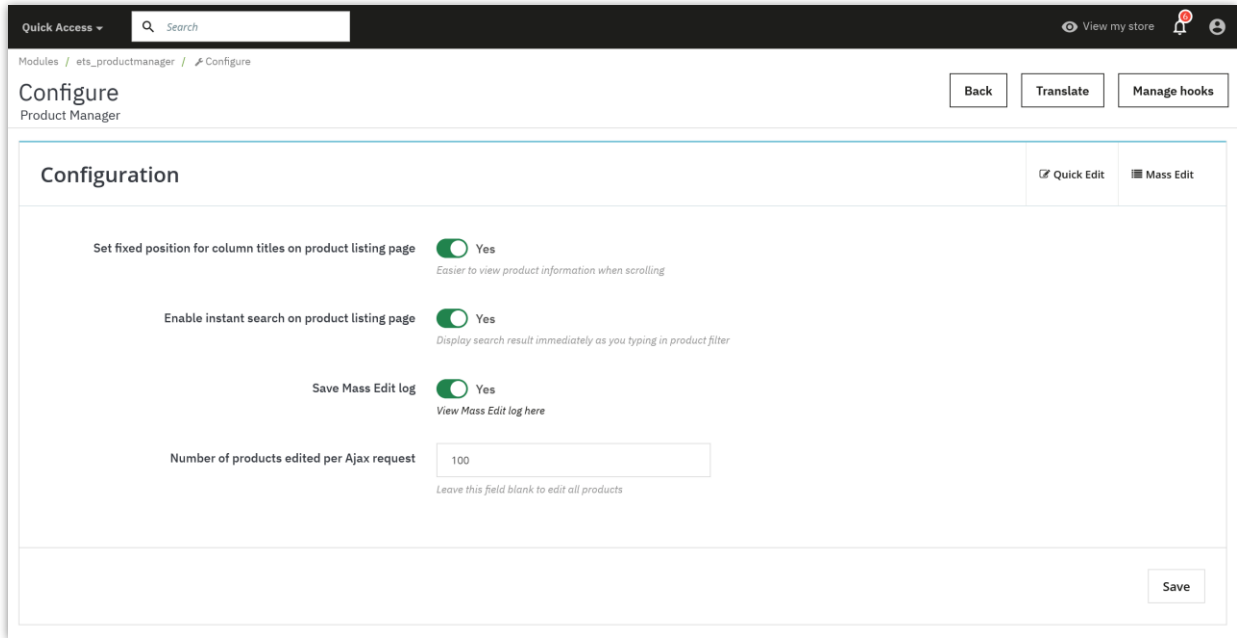 Quick Access
Search
View my store
6
Modules / ets_productmanager / Configure
Configure
Product Manager
Back
Translate
Manage hooks
Configuration
Quick Edit
Mass Edit
Set fixed position for column titles on product listing page
Yes
Easier to view product information when scrolling
Enable instant search on product listing page
Yes
Display search result immediately as you typing in product filter
Save Mass Edit log
Yes
View Mass Edit log here
Number of products edited per Ajax request
100
Leave this field blank to edit all products
Save